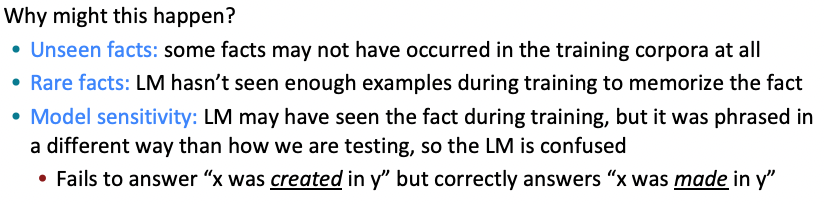 Why might this happen?
• Unseen facts: some facts may not have occurred in the training corpora at all
• Rare facts: LM hasn’t seen enough examples during training to memorize the fact
• Model sensitivity: LM may have seen the fact during training, but it was phrased in
a different way than how we are testing, so the LM is confused
• Fails to answer “x was created in y” but correctly answers “x was made in y”